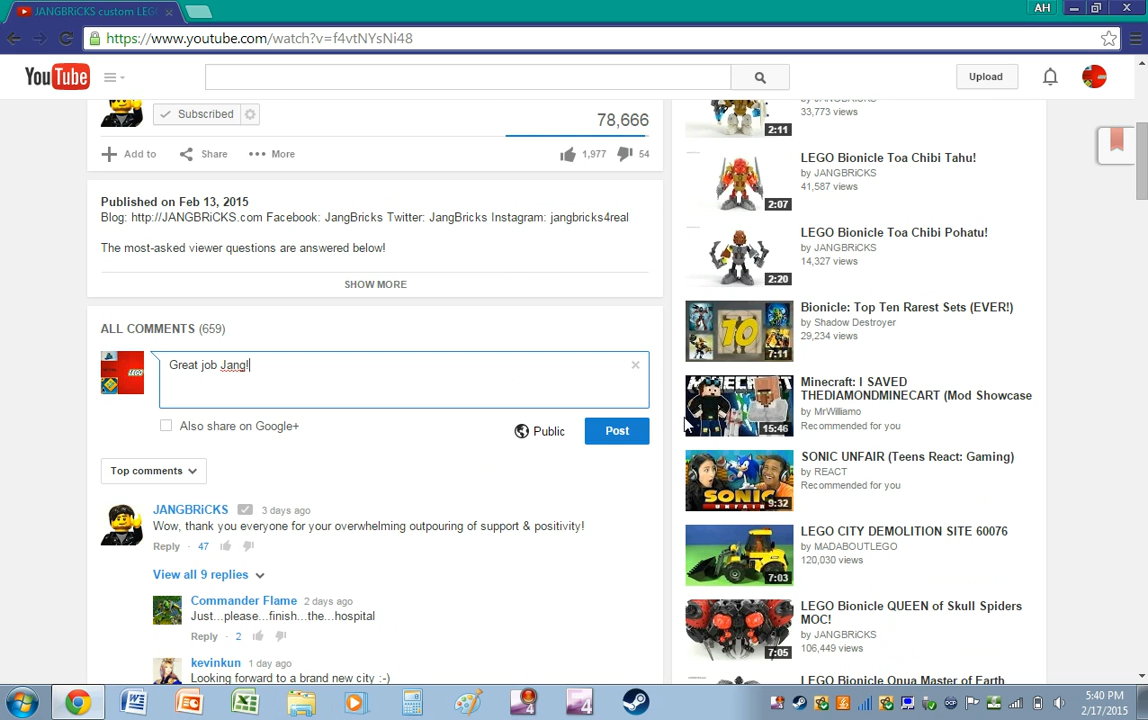 JANGBRiCKS custom LEG
AH
https://www.youtube.com/watch?v=f4vtNYsNi48
YouTube
Upload
Subscribed
78,666
Add to
Share
More
1,977
54
Published on Feb 13, 2015
Blog: http://JANGBRiCKS.com Facebook: JangBricks Twitter: JangBricks Instagram: jangbricks4real
The most-asked viewer questions are answered below!
SHOW MORE
ALL COMMENTS (659)
LEGO
Great job Jang!
Also share on Google+
Public
Post
Top comments
JANGBRiCKS 3 days ago
Wow, thank you everyone for your overwhelming outpouring of support & positivity!
Reply · 47
View all 9 replies
Commander Flame 2 days ago
Just...please...finish...the...hospital
Reply · 2
kevinkun 1 day ago
Looking forward to a brand new city :-)
by JANGBRiCKS
33,773 views
2:11
LEGO Bionicle Toa Chibi Tahu!
by JANGBRiCKS
41,587 views
2:07
LEGO Bionicle Toa Chibi Pohatu!
by JANGBRiCKS
14,327 views
2:20
Bionicle: Top Ten Rarest Sets (EVER!)
by Shadow Destroyer
29,234 views
10
7:11
Minecraft: I SAVED
THEDIAMONDMINECART (Mod Showcase
by MrWilliamo
Recommended for you
MINECRAFT
15:46
SONIC UNFAIR (Teens React: Gaming)
by REACT
Recommended for you
SONIC
UNFAIR
9:32
LEGO CITY DEMOLITION SITE 60076
by MADABOUTLEGO
120,030 views
7:03
LEGO Bionicle QUEEN of Skull Spiders
MOC!
by JANGBRiCKS
106,449 views
7:05
LEGO Bionicle Onua Master of Earth
5:40 PM
2/17/2015